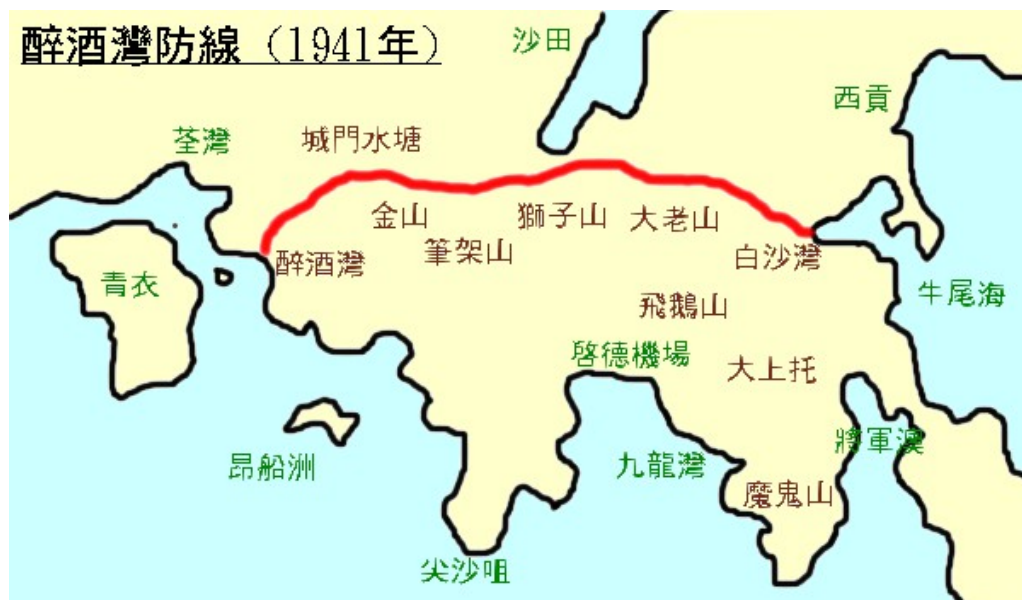 醉酒灣防線（1941年）
沙田
西貢
荃灣
城門水塘
金山
獅子山
大老山
筆架山
白沙灣
醉酒灣
青衣
牛尾海
飛鵝山
啓德機場
大上托
將軍澳
昂船洲
九龍灣
魔鬼山
尖沙咀